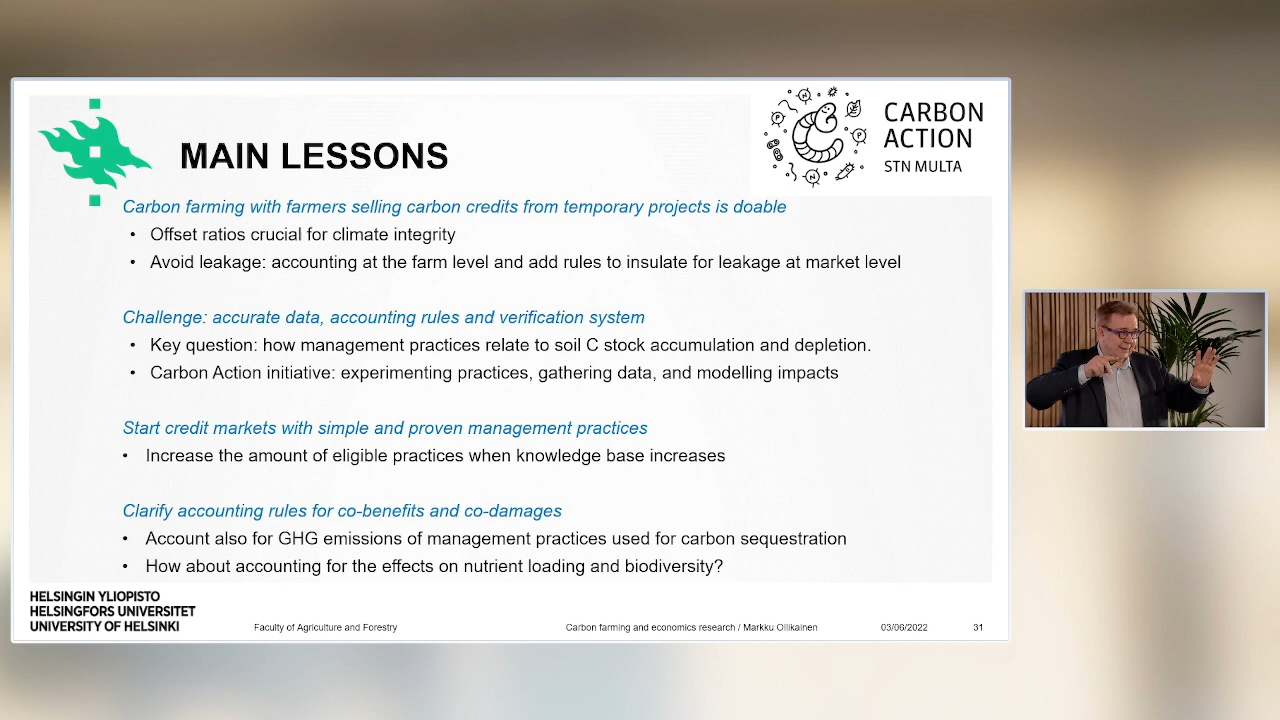 CARBON
ACTION
STN MULTA
MAIN LESSONS
Carbon farming with farmers selling carbon credits from temporary projects is doable
• Offset ratios crucial for climate integrity
• Avoid leakage: accounting at the farm level and add rules to insulate for leakage at market level
Challenge: accurate data, accounting rules and verification system
• Key question: how management practices relate to soil C stock accumulation and depletion.
• Carbon Action initiative: experimenting practices, gathering data, and modelling impacts
Start credit markets with simple and proven management practices
• Increase the amount of eligible practices when knowledge base increases
Clarify accounting rules for co-benefits and co-damages
• Account also for GHG emissions of management practices used for carbon sequestration
• How about accounting for the effects on nutrient loading and biodiversity?
HELSINGIN YLIOPISTO
HELSINGFORS UNIVERSITET
UNIVERSITY OF HELSINKI
Faculty of Agriculture and Forestry
Carbon farming and economics research / Markku Ollikainen
03/06/2022
31